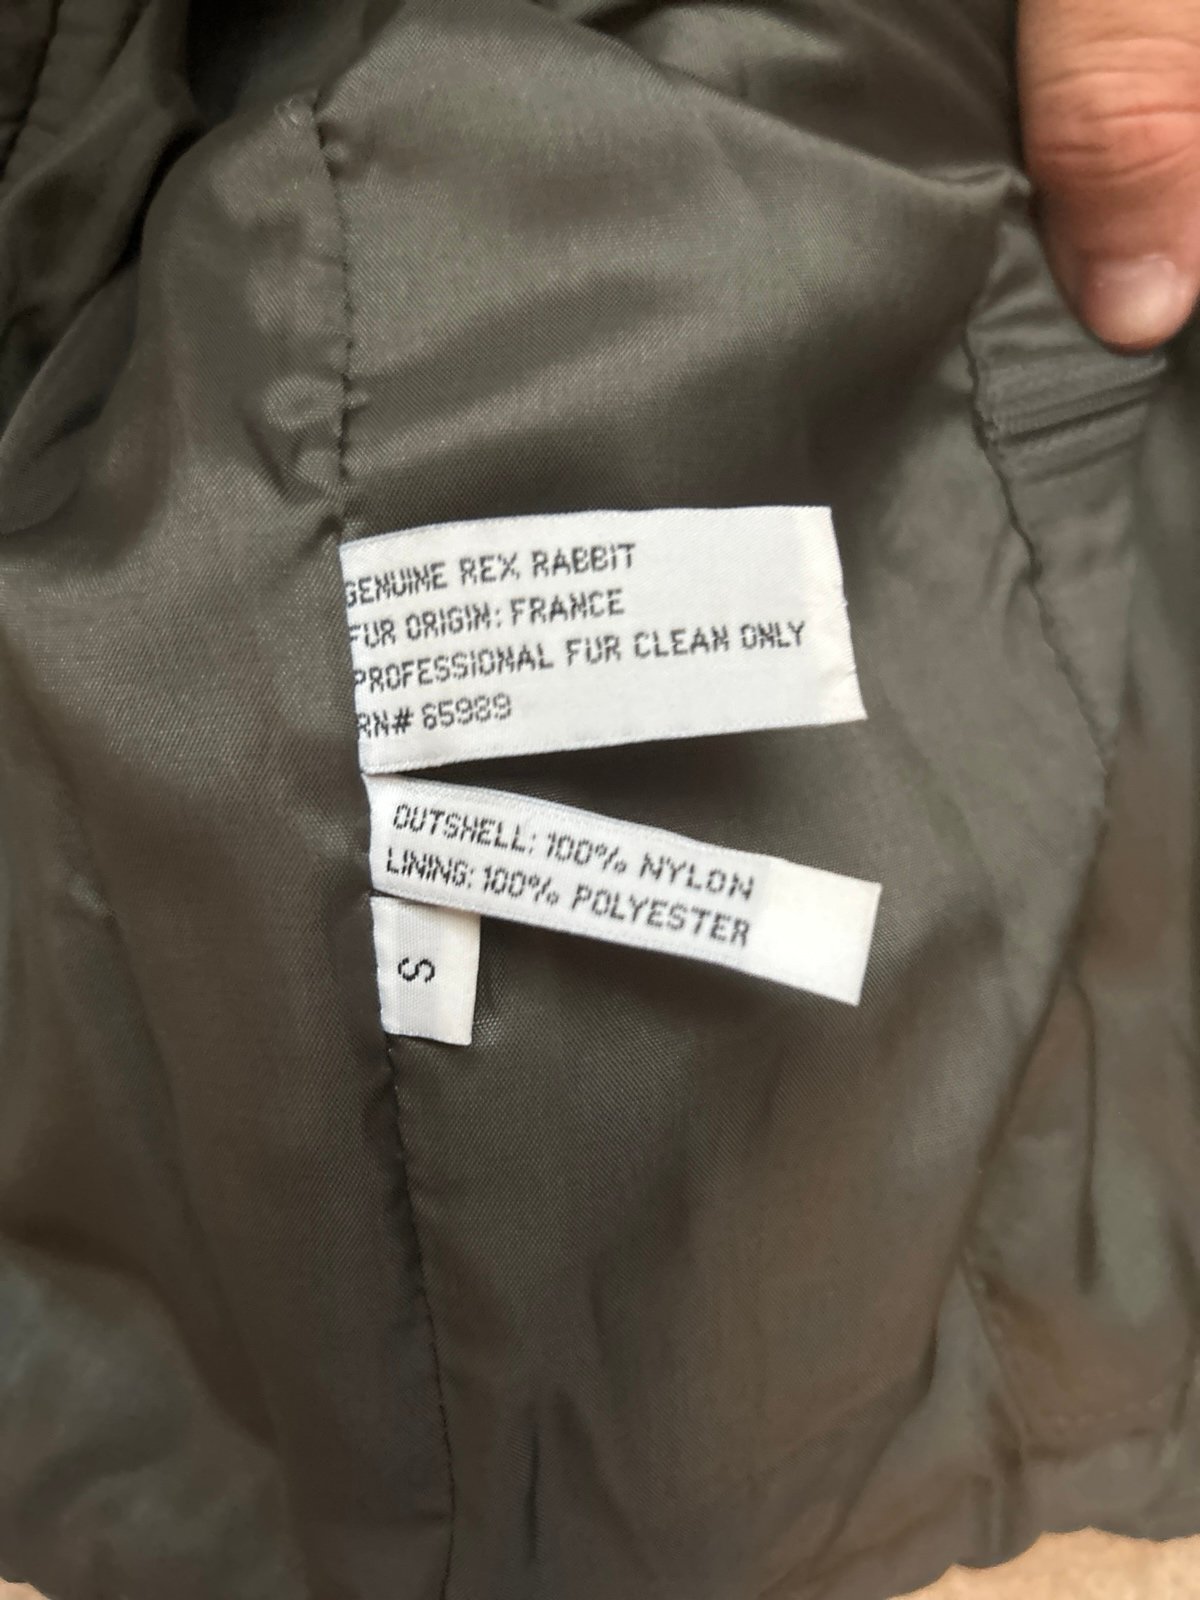 GENUINE REX RABBIT
FUR ORIGIN: FRANCE
PROFESSIONAL FUR CLEAN ONLY
RN# 65989
OUTSHELL: 100% NYLON
LINING: 100% POLYESTER
S